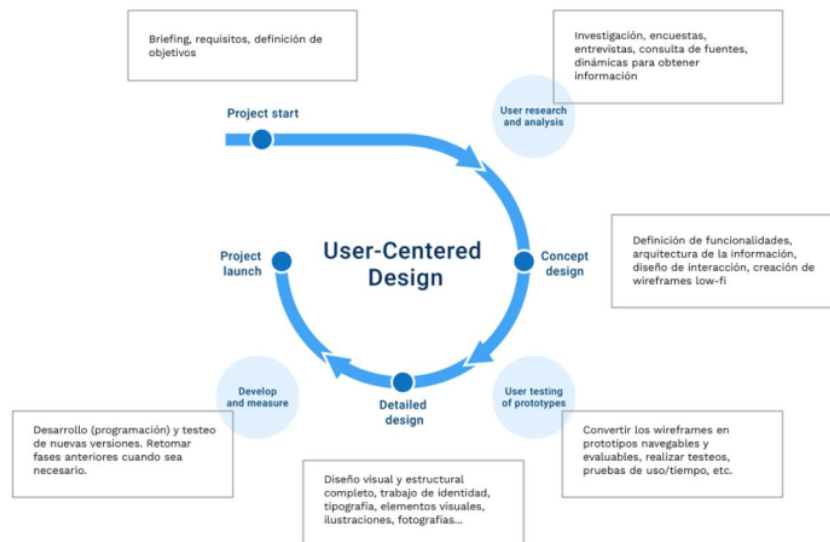 Briefing, requisitos, definición de
objetivos
Investigación, encuestas,
entrevistas, consulta de fuentes,
dinámicas para obtener
información
Project start
User research
and analysis
User-Centered
Design
Project
launch
Concept
design
Definición de funcionalidades,
arquitectura de la información,
diseño de interacción, creación de
wireframes low-fi
Develop
and measure
Detailed
design
User testing
of prototypes
Desarrollo (programación) y testeo
de nuevas versiones. Retomar
fases anteriores cuando sea
necesario.
Convertir los wireframes en
prototipos navegables y
evaluables, realizar testeos,
pruebas de uso/tiempo, etc.
Diseño visual y estructural
completo, trabajo de identidad,
tipografía, elementos visuales,
ilustraciones, fotografías...